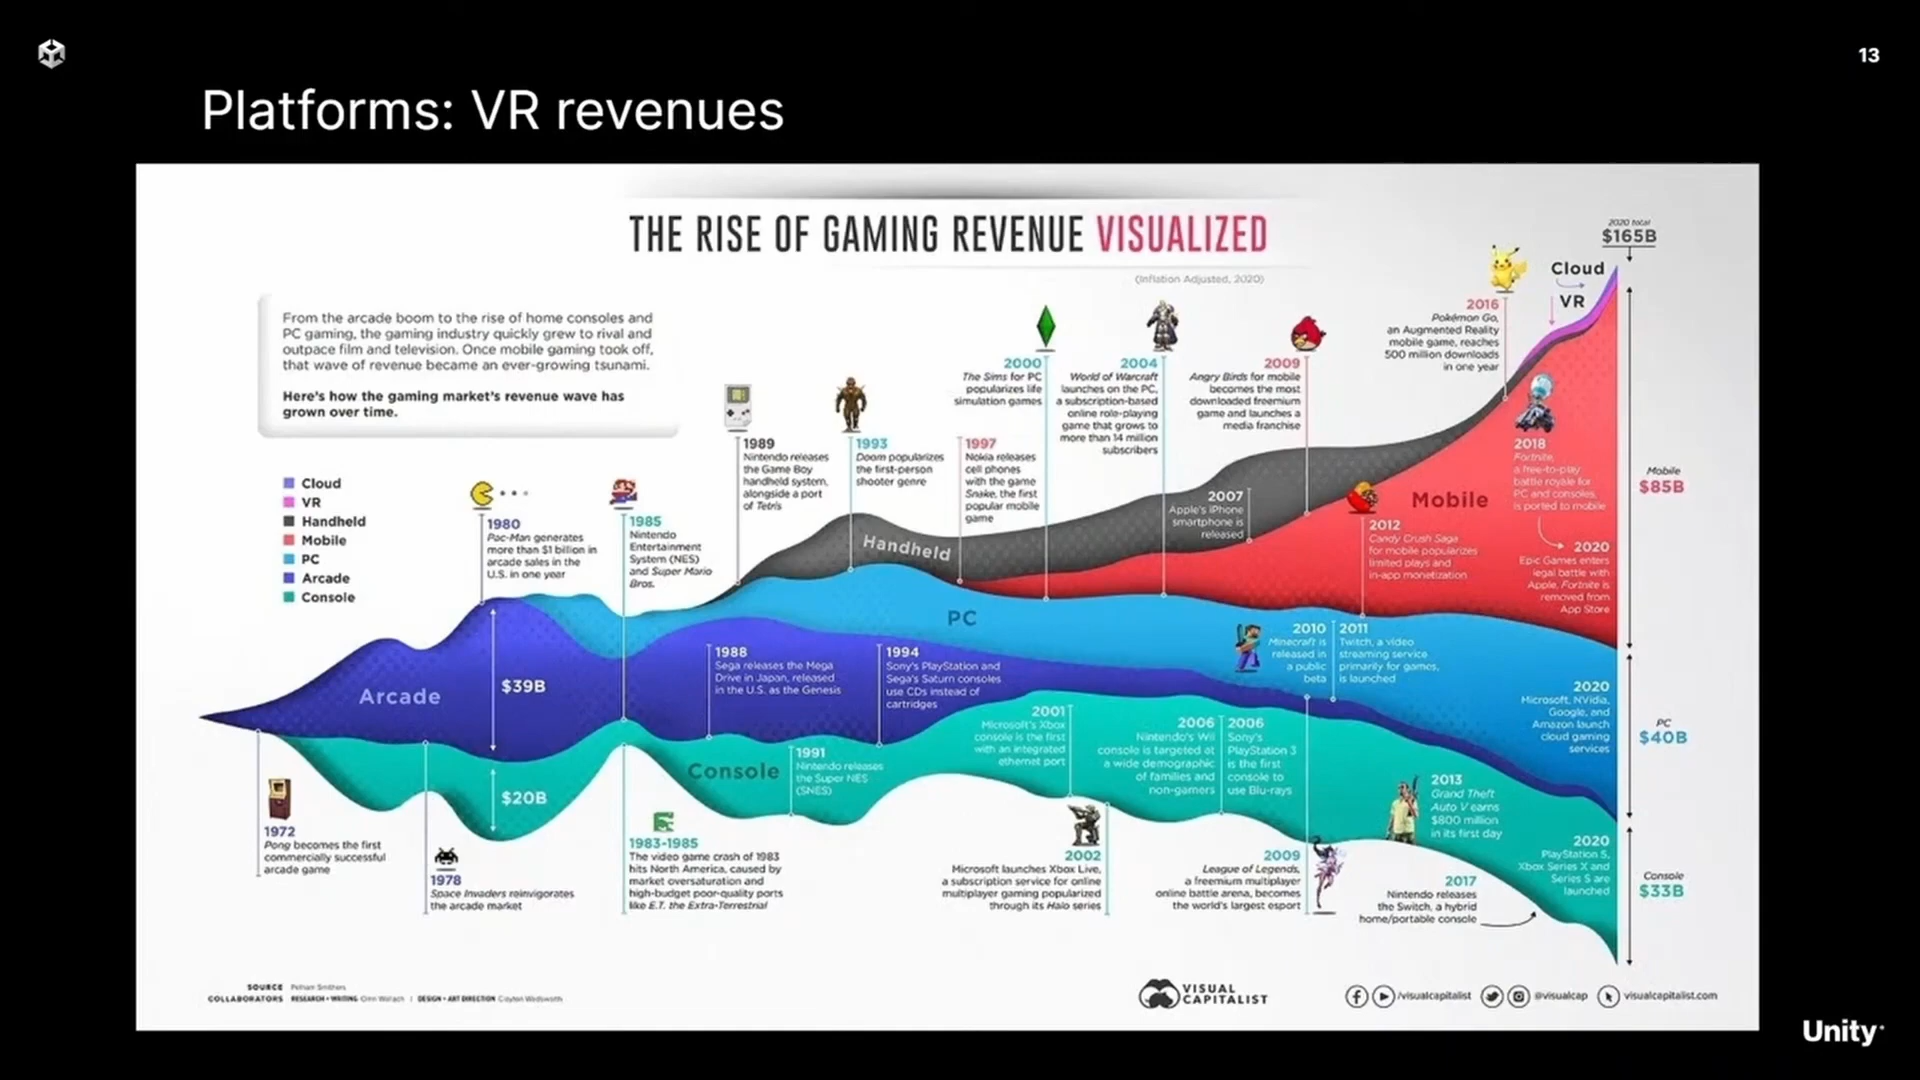 13
Platforms: VR revenues
THE RISE OF GAMING REVENUE VISUALIZED
(Inflation Adjusted, 2020)
From the arcade boom to the rise of home consoles and
PC gaming, the gaming industry quickly grew to rival and
outpace film and television. Once mobile gaming took off,
that wave of revenue became an ever-growing tsunami.
Here's how the gaming market's revenue wave has
grown over time.
Cloud
VR
Handheld
Mobile
PC
Arcade
Console
1980
Pac-Man generates
more than $1 billion in
arcade sales in the
U.S. in one year
1985
Nintendo
Entertainment
System (NES)
and Super Mario
Bros.
1989
Nintendo releases
the Game Boy
handheld system,
alongside a port
of Tetris
1993
Doom popularizes
the first-person
shooter genre
1997
Nokia releases
cell phones
with the game
Snake, the first
popular mobile
game
2000
The Sims for PC
popularizes life
simulation games
2004
World of Warcraft
launches on the PC,
a subscription-based
online role-playing
game that grows to
more than 14 million
subscribers
2009
Angry Birds for mobile
becomes the most
downloaded freemium
game and launches a
media franchise
2016
Pokémon Go,
an Augmented Reality
mobile game, reaches
500 million downloads
in one year
Cloud
VR
2020 total
$165B
Handheld
2007
Apple's iPhone
smartphone is
released
Mobile
2012
Candy Crush Saga
for mobile popularizes
limited plays and
in-app monetization
2018
Fortnite,
a free-to-play
battle royale for
PC and consoles,
is ported to mobile
2020
Epic Games enters
legal battle with
Apple. Fortnite is
removed from
App Store
Mobile
$85B
PC
2010
Minecraft is
released in
a public
beta
2011
Twitch, a video
streaming service
primarily for games,
is launched
2020
Microsoft, NVidia,
Google, and
Amazon launch
cloud gaming
services
PC
$40B
Arcade
$39B
1988
Sega releases the Mega
Drive in Japan, released
in the U.S. as the Genesis
1994
Sony's PlayStation and
Sega's Saturn consoles
use CDs instead of
cartridges
$20B
Console
1991
Nintendo releases
the Super NES
(SNES)
2001
Microsoft's Xbox
console is the first
with an integrated
ethernet port
2006
Nintendo's Wii
console is targeted at
a wide demographic
of families and
non-gamers
2006
Sony's
PlayStation 3
is the first
console to
use Blu-rays
2013
Grand Theft
Auto V earns
$800 million
in its first day
2020
PlayStation 5,
Xbox Series X and
Series S are
launched
Console
$33B
1972
Pong becomes the first
commercially successful
arcade game
1978
Space Invaders reinvigorates
the arcade market
1983-1985
The video game crash of 1983
hits North America, caused by
market oversaturation and
high-budget poor-quality ports
like E.T. the Extra-Terrestrial
2002
Microsoft launches Xbox Live,
a subscription service for online
multiplayer gaming popularized
through its Halo series
2009
League of Legends,
a freemium multiplayer
online battle arena, becomes
the world's largest esport
2017
Nintendo releases
the Switch, a hybrid
home/portable console
SOURCE Pelham Smithers
COLLABORATORS RESEARCH + WRITING Omri Wallach | DESIGN + ART DIRECTION Clayton Wadsworth
VISUAL
CAPITALIST
/visualcapitalist
@visualcap
visualcapitalist.com
Unity